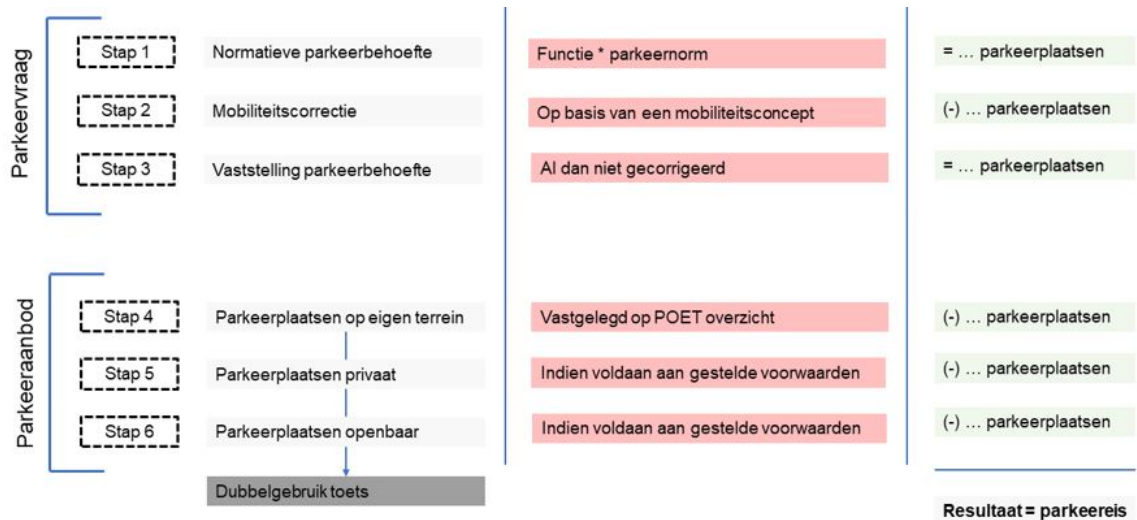 Parkeervraag
Stap 1 Normatieve parkeerbehoefte Functie * parkeernorm = ... parkeerplaatsen
Stap 2 Mobiliteitscorrectie Op basis van een mobiliteitsconcept (-) ... parkeerplaatsen
Stap 3 Vaststelling parkeerbehoefte Al dan niet gecorrigeerd = ... parkeerplaatsen
Parkeeraanbod
Stap 4 Parkeerplaatsen op eigen terrein Vastgelegd op POET overzicht (-) ... parkeerplaatsen
Stap 5 Parkeerplaatsen privaat Indien voldaan aan gestelde voorwaarden (-) ... parkeerplaatsen
Stap 6 Parkeerplaatsen openbaar Indien voldaan aan gestelde voorwaarden (-) ... parkeerplaatsen
Dubbelgebruik toets
Resultaat = parkeereis